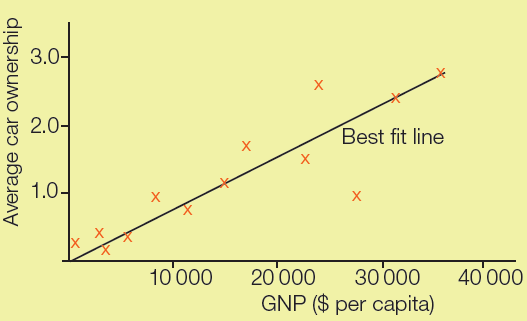 Average car ownership
3.0
2.0
1.0
Best fit line
10 000 20 000 30 000 40 000
GNP ($ per capita)